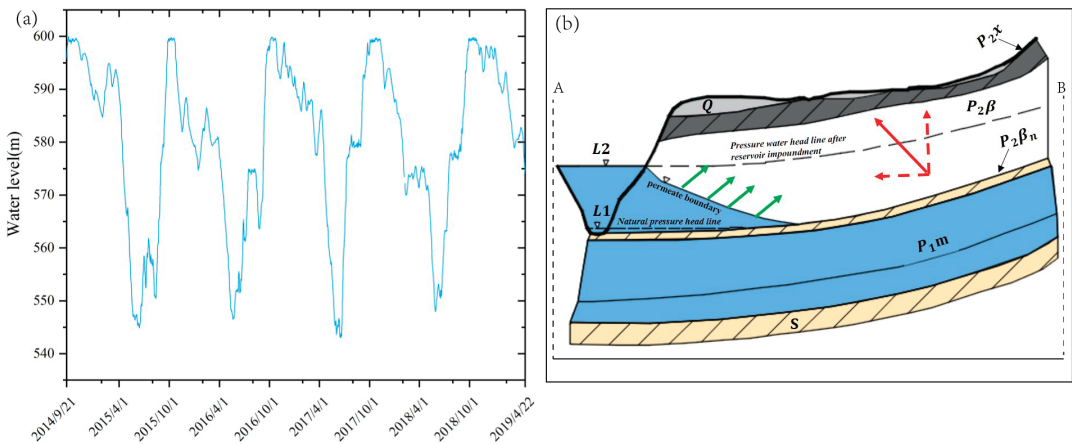 (a)
Water level(m)
600
590
580
570
560
550
540
2014/9/21
2015/4/1
2015/10/1
2016/4/1
2016/10/1
2017/4/1
2017/10/1
2018/4/1
2018/10/1
2019/4/22
(b)
A
B
P₂x
Q
P₂β
Pressure water head line after
reservoir impoundment
P₂βₙ
L2
permeate boundary
L1
Natural pressure head line
P₁m
S